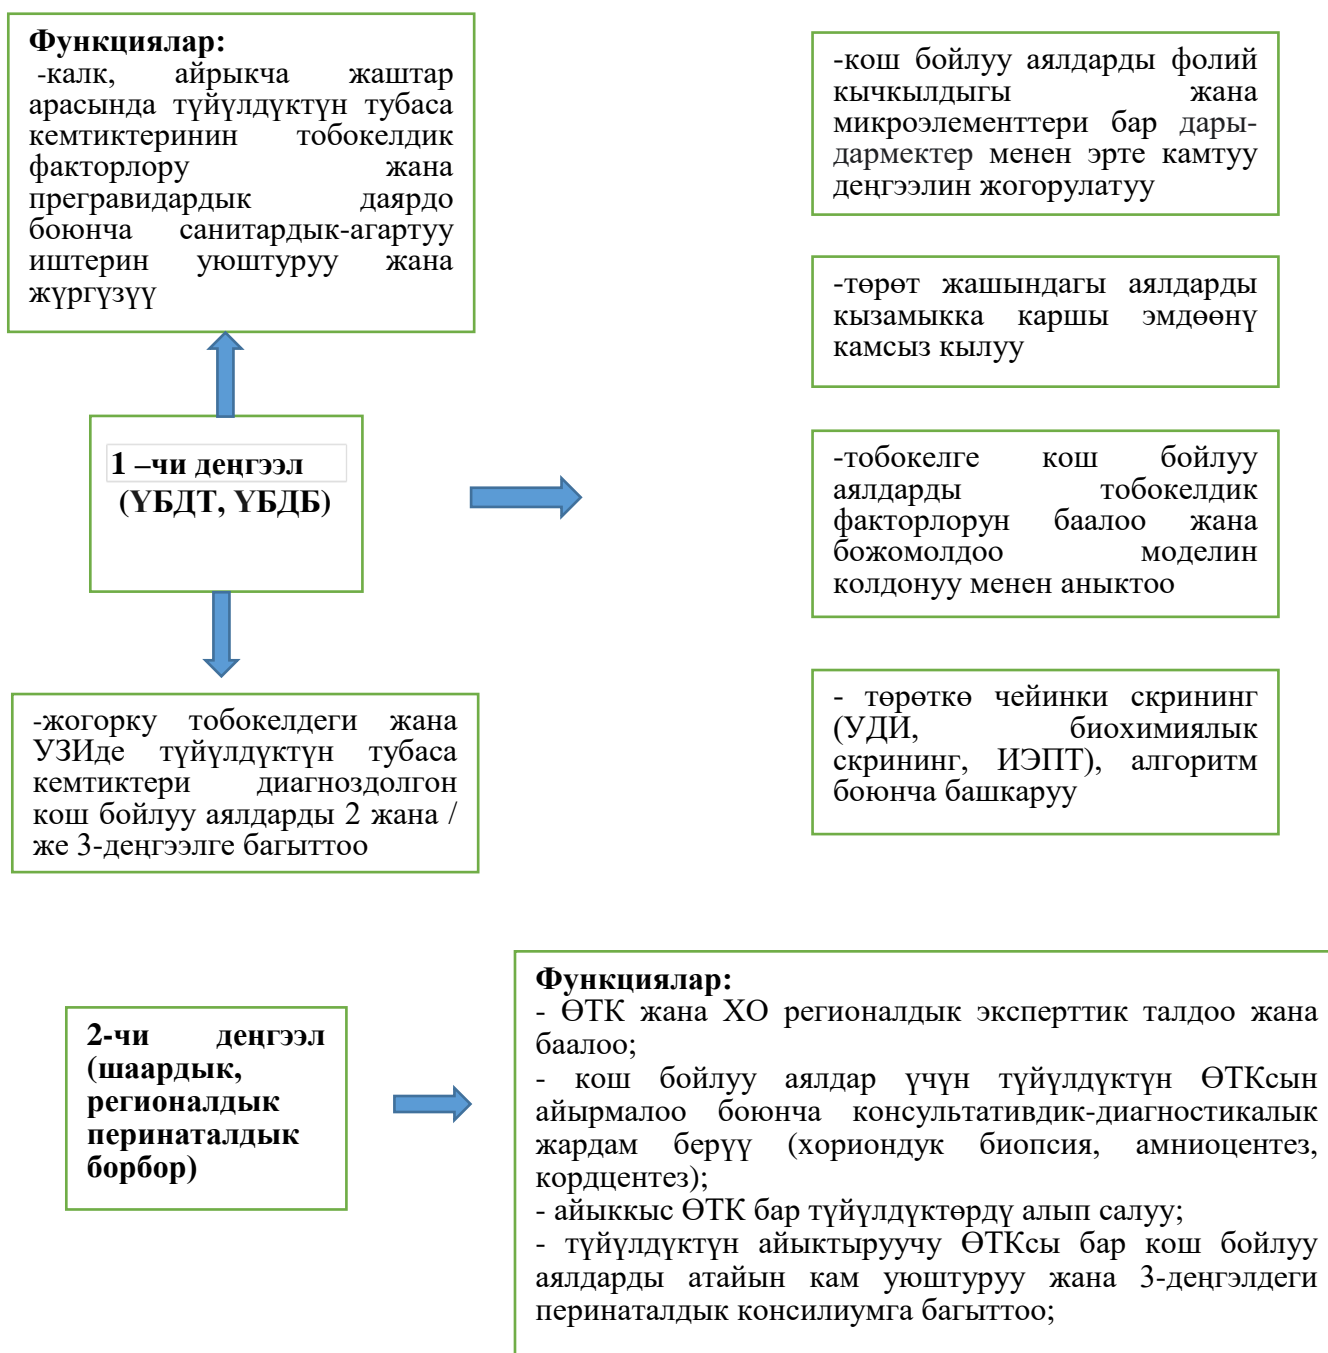 Функциялар:
-калк, айрыкча жаштар
арасында түйүлдүктүн тубаса
кемтиктеринин тобокелдик
факторлору жана
прегравидардык даярдо
боюнча санитардык-агартуу
иштерин уюштуруу жана
жүргүзүү
1 –чи деңгээл
(ҮБДТ, ҮБДБ)
-жогорку тобокелдеги жана
УЗИде түйүлдүктүн тубаса
кемтиктери диагноздолгон
кош бойлуу аялдарды 2 жана /
же 3-деңгээлге багыттоо
-кош бойлуу аялдарды фолий
кычкылдыгы жана
микроэлементтери бар дары-
дармектер менен эрте камтуу
деңгээлин жогорулатуу
-төрөт жашындагы аялдарды
кызамыкка каршы эмдөөнү
камсыз кылуу
-тобокелге кош бойлуу
аялдарды тобокелдик
факторлорун баалоо жана
божомолдоо моделин
колдонуу менен аныктоо
- төрөткө чейинки скрининг
(УДИ, биохимиялык
скрининг, ИЭПТ), алгоритм
боюнча башкаруу
2-чи деңгээл
(шаардык,
регионалдык
перинаталдык
борбор)
Функциялар:
- ӨТК жана ХО регионалдык эксперттик талдоо жана
баалоо;
- кош бойлуу аялдар үчүн түйүлдүктүн ӨТКсын
айырмалоо боюнча консультативдик-диагностикалык
жардам берүү (хориондук биопсия, амниоцентез,
кордцентез);
- айыккыс ӨТК бар түйүлдүктөрдү алып салуу;
- түйүлдүктүн айыктыруучу ӨТКсы бар кош бойлуу
аялдарды атайын кам уюштуруу жана 3-деңгэлдеги
перинаталдык консилиумга багыттоо;